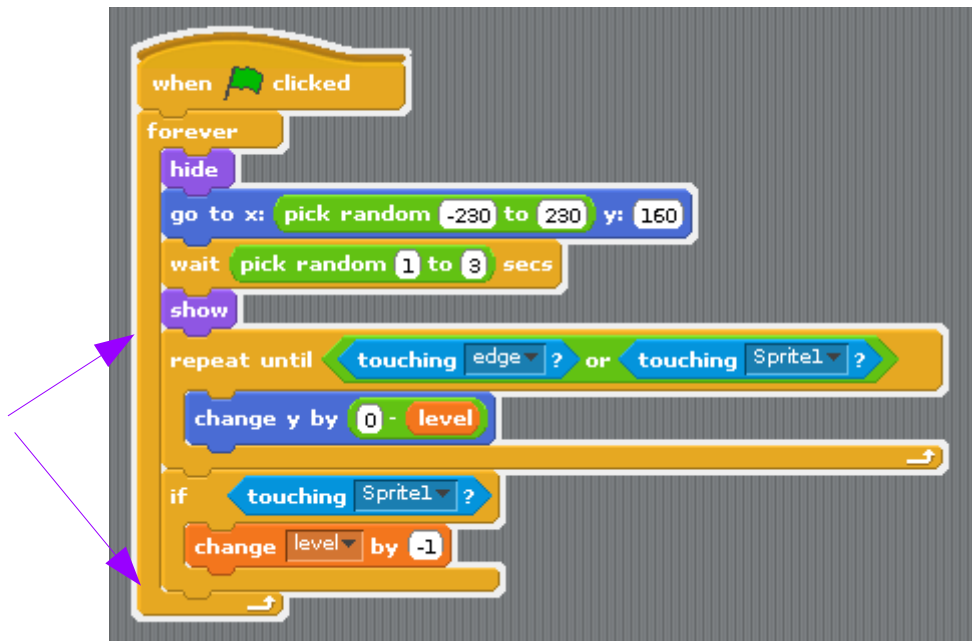 when clicked
forever
hide
go to x: pick random -230 to 230 y: 160
wait pick random 1 to 3 secs
show
repeat until touching edge ? or touching Sprite1 ?
change y by 0 - level
if touching Sprite1 ?
change level by -1